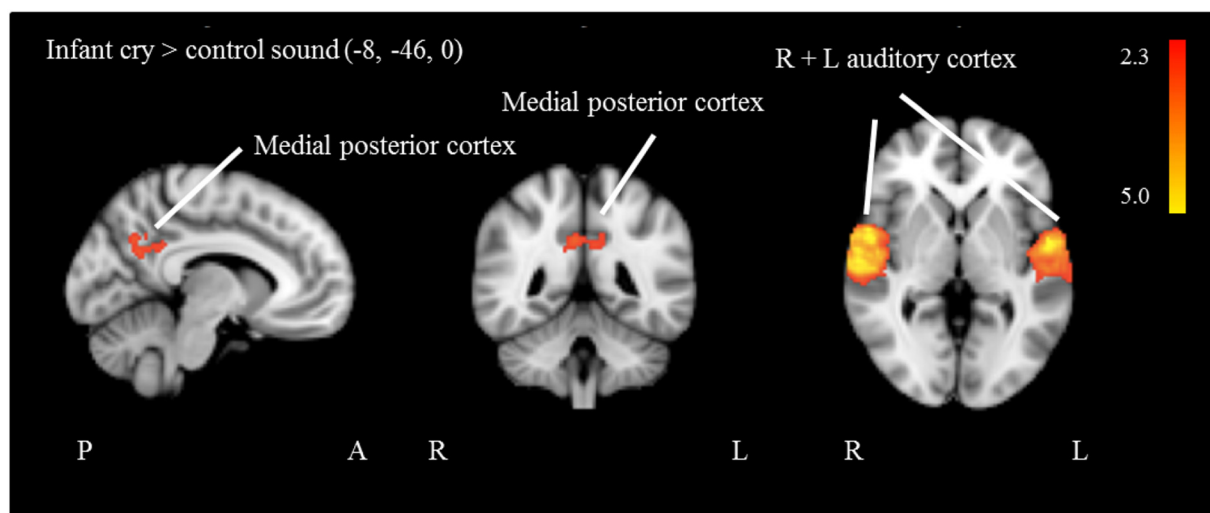 Infant cry > control sound (-8, -46, 0)
R + L auditory cortex
2.3
Medial posterior cortex
Medial posterior cortex
5.0
P
A
R
L
R
L